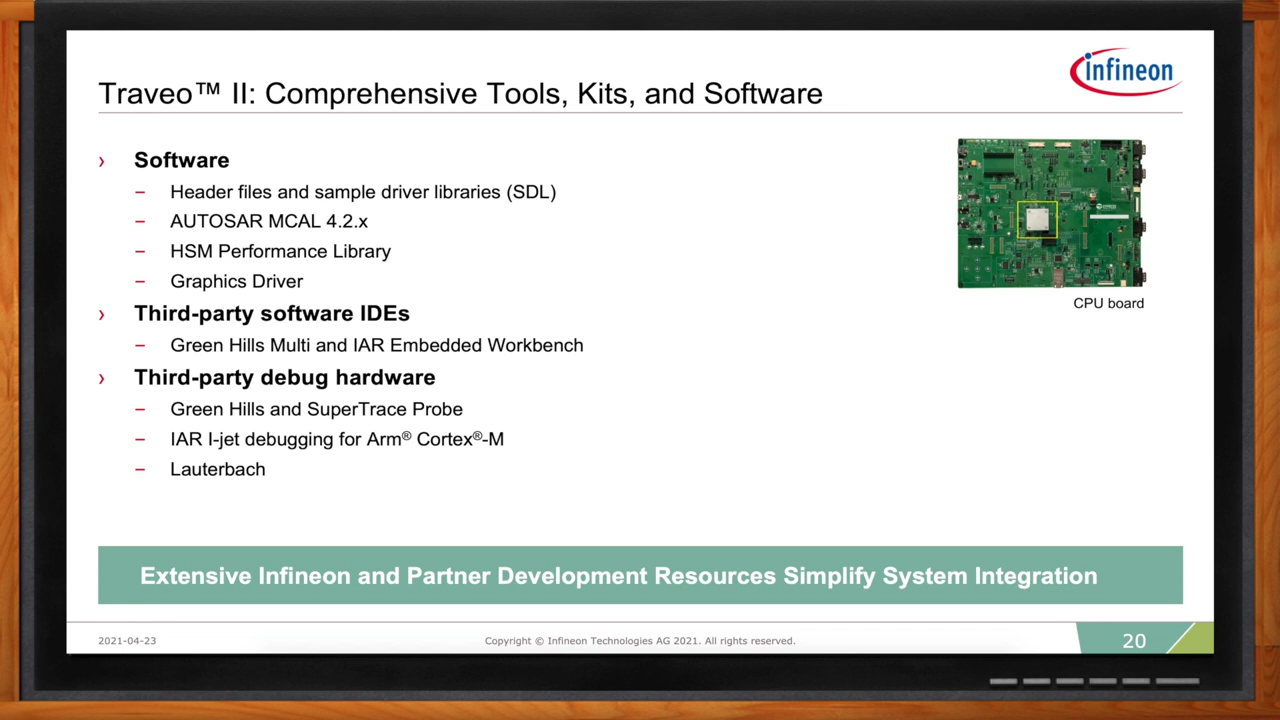 infineon
Traveo™ II: Comprehensive Tools, Kits, and Software
› Software
– Header files and sample driver libraries (SDL)
– AUTOSAR MCAL 4.2.x
– HSM Performance Library
– Graphics Driver
› Third-party software IDEs
– Green Hills Multi and IAR Embedded Workbench
› Third-party debug hardware
– Green Hills and SuperTrace Probe
– IAR I-jet debugging for Arm® Cortex®-M
– Lauterbach
CPU board
Extensive Infineon and Partner Development Resources Simplify System Integration
2021-04-23
Copyright © Infineon Technologies AG 2021. All rights reserved.
20